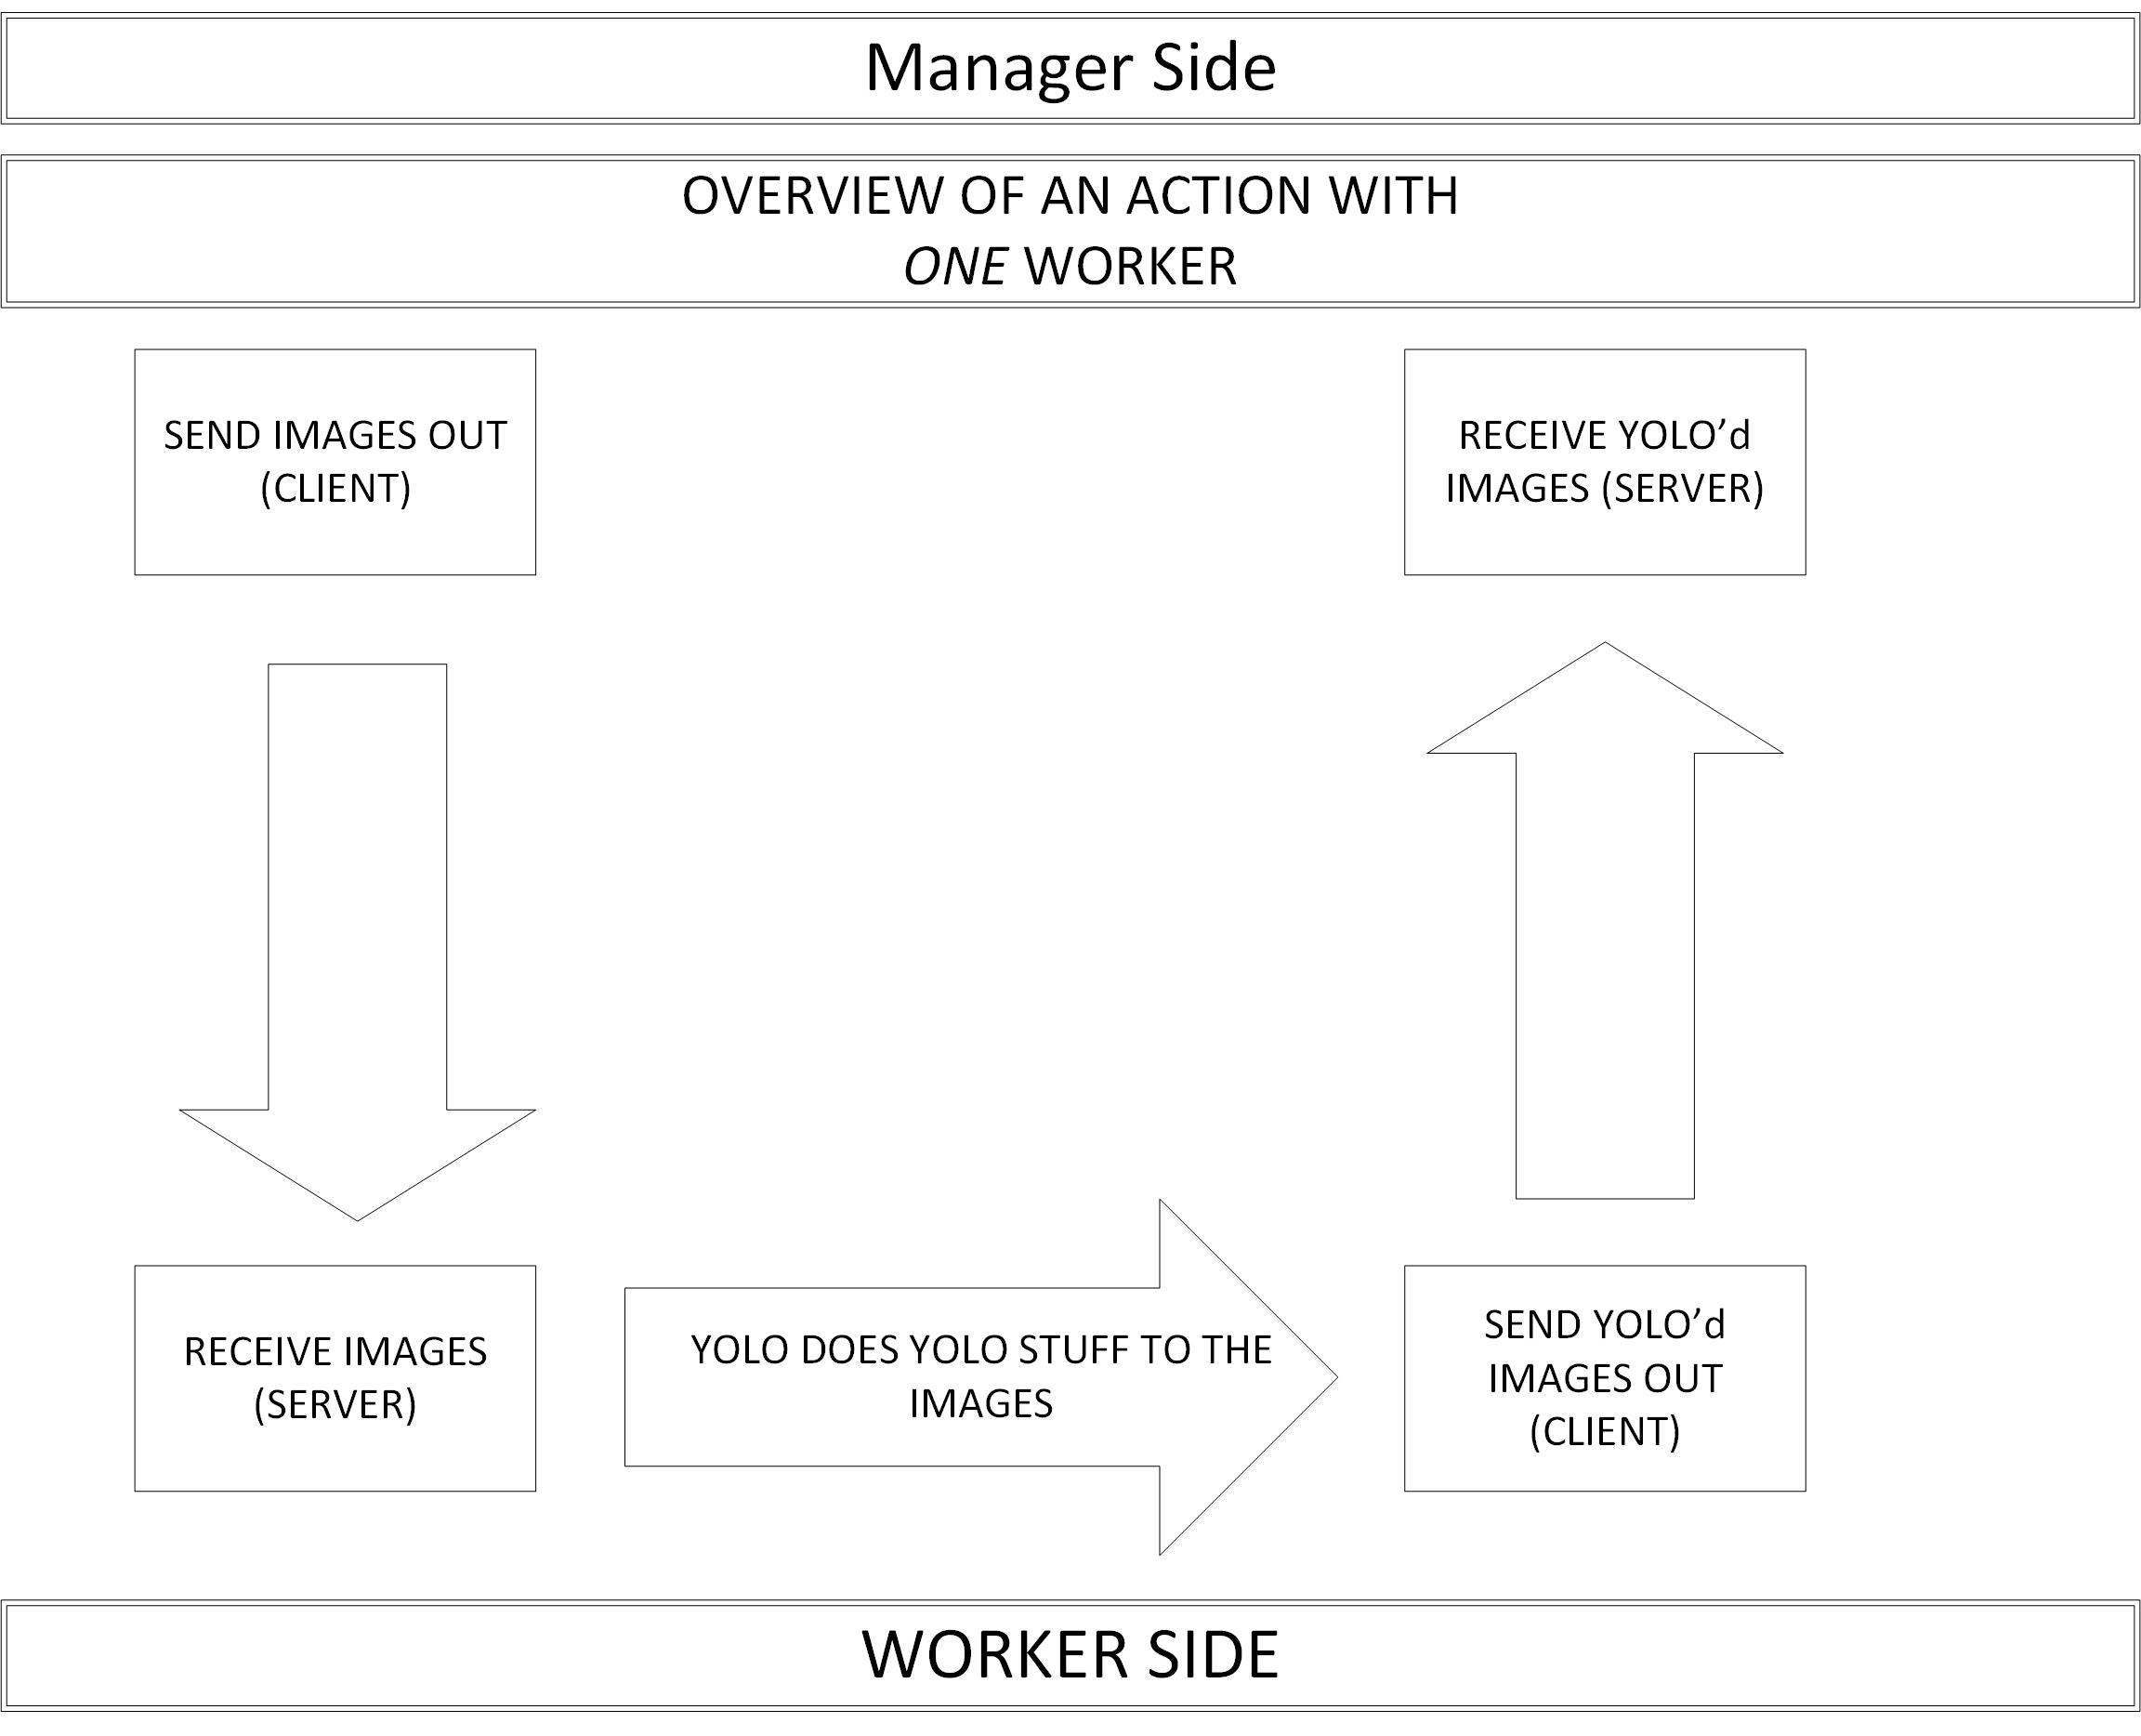 Manager Side
OVERVIEW OF AN ACTION WITH
ONE WORKER
SEND IMAGES OUT
(CLIENT)
RECEIVE YOLO’d
IMAGES (SERVER)
RECEIVE IMAGES
(SERVER)
YOLO DOES YOLO STUFF TO THE
IMAGES
SEND YOLO’d
IMAGES OUT
(CLIENT)
WORKER SIDE